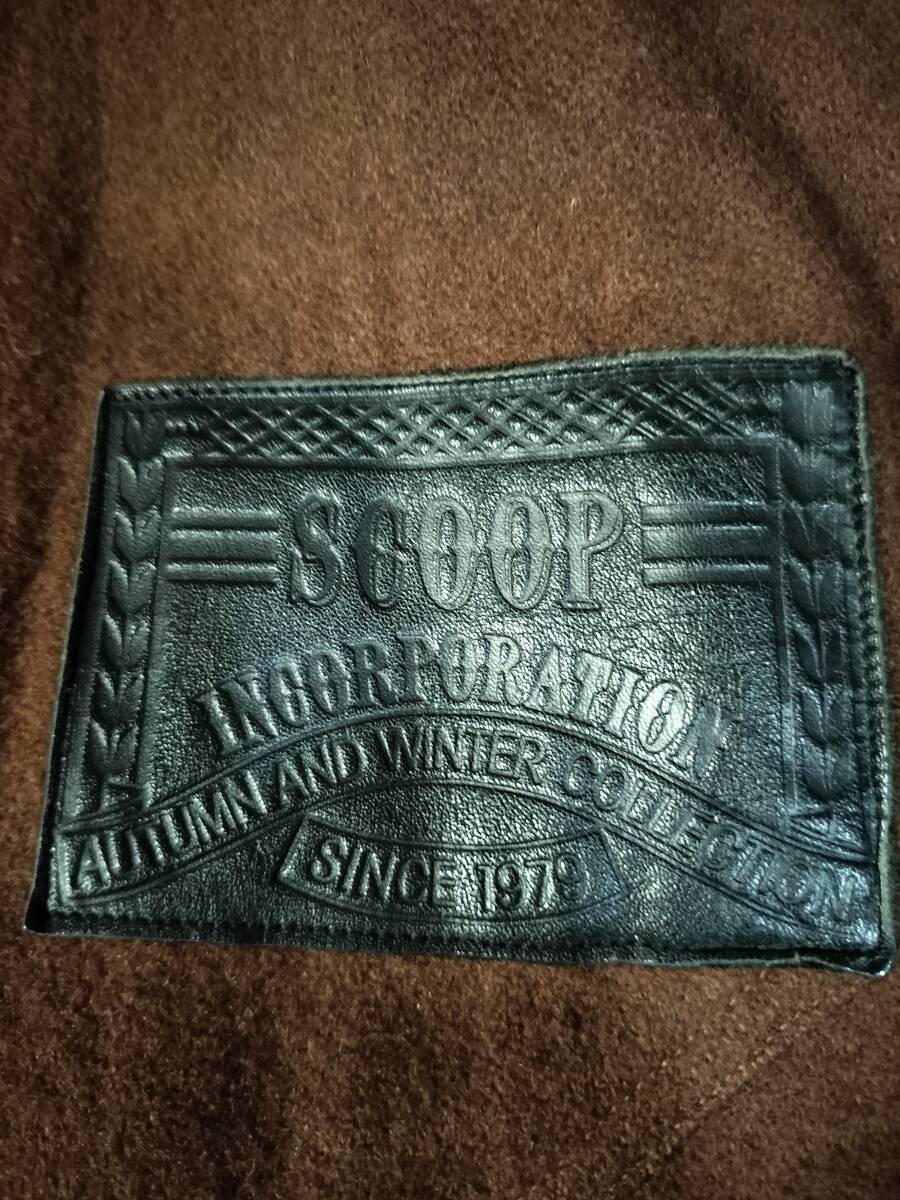 SCOOP
INCORPORATION
AUTUMN AND WINTER COLLECTION
SINCE 1979